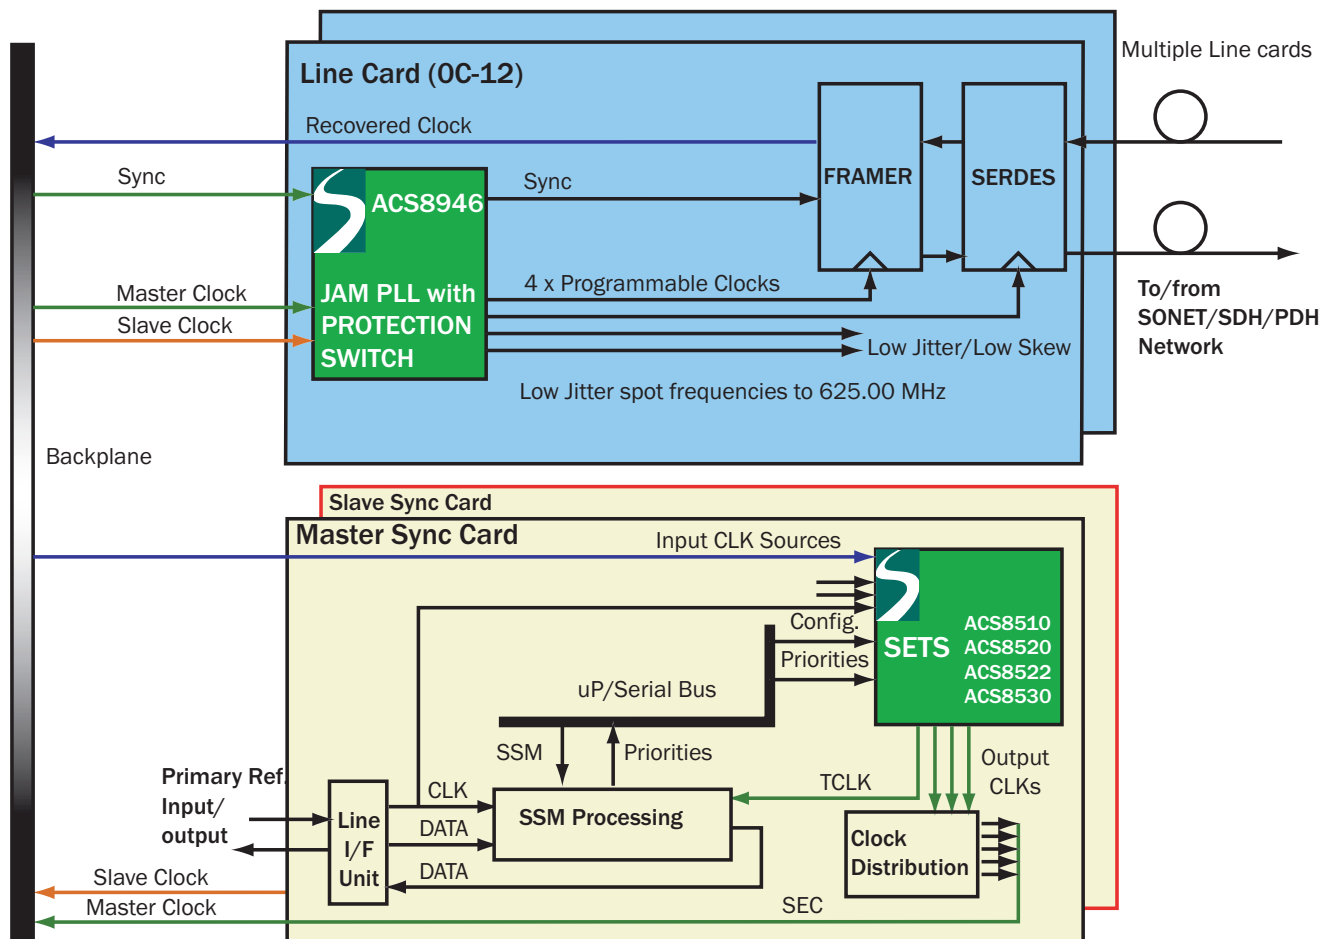 Multiple Line cards
Line Card (OC-12)
Recovered Clock
Sync
ACS8946
Sync
FRAMER
SERDES
Master Clock
Slave Clock
JAM PLL with
PROTECTION
SWITCH
4 x Programmable Clocks
Low Jitter/Low Skew
Low Jitter spot frequencies to 625.00 MHz
To/from
SONET/SDH/PDH
Network
Backplane
Slave Sync Card
Master Sync Card
Input CLK Sources
Config.
Priorities
SETS
ACS8510
ACS8520
ACS8522
ACS8530
uP/Serial Bus
SSM
Priorities
Output
CLKs
TCLK
Primary Ref.
Input/
output
Line
I/F
Unit
CLK
DATA
DATA
SSM Processing
Clock
Distribution
Slave Clock
Master Clock
SEC